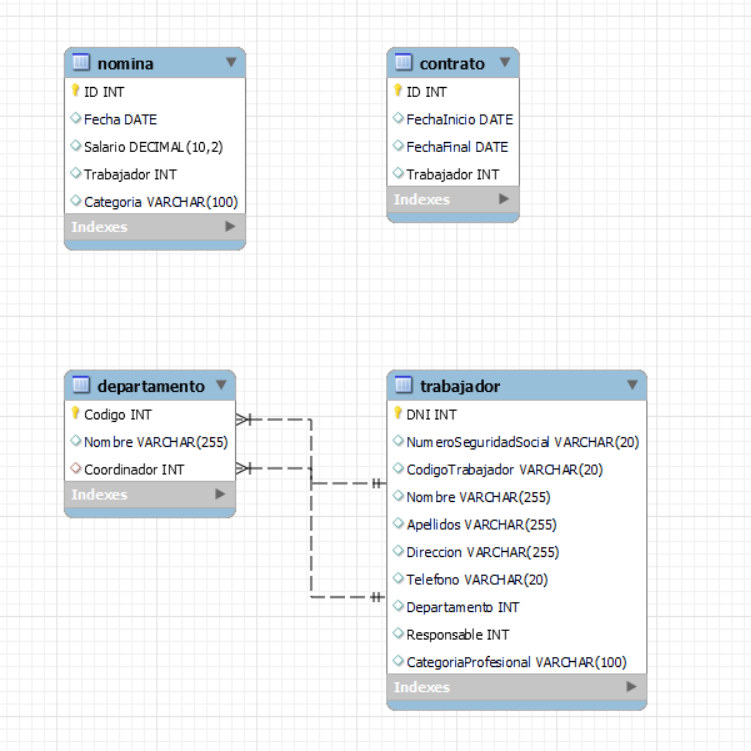 nomina
ID INT
Fecha DATE
Salario DECIMAL(10,2)
Trabajador INT
Categoria VARCHAR(100)
Indexes
contrato
ID INT
FechaInicio DATE
FechaFinal DATE
Trabajador INT
Indexes
departamento
Codigo INT
Nombre VARCHAR(255)
Coordinador INT
Indexes
trabajador
DNI INT
NumeroSeguridadSocial VARCHAR(20)
CodigoTrabajador VARCHAR(20)
Nombre VARCHAR(255)
Apellidos VARCHAR(255)
Direccion VARCHAR(255)
Telefono VARCHAR(20)
Departamento INT
Responsable INT
CategoriaProfesional VARCHAR(100)
Indexes